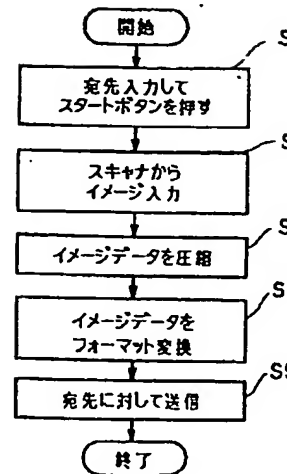 開始
S
宛先入力して
スタートボタンを押す
S
スキャナから
イメージ入力
S
イメージデータを圧縮
S
イメージデータを
フォーマット変換
S9
宛先に対して送信
終了